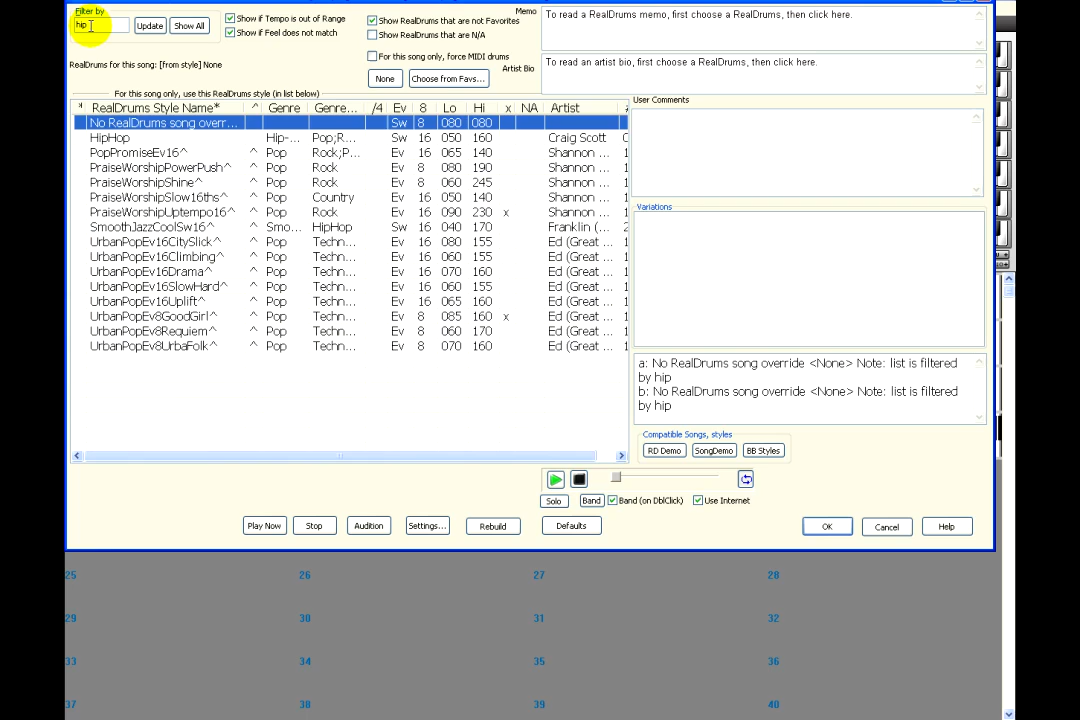 Filter by
hip
Update
Show All
Show if Tempo is out of Range
Show if Feel does not match
Show RealDrums that are not Favorites
Show RealDrums that are N/A
For this song only, force MIDI drums
None
Choose from Favs...
RealDrums for this song: [from style] None
Memo
To read a RealDrums memo, first choose a RealDrums, then click here.
Artist Bio
To read an artist bio, first choose a RealDrums, then click here.
For this song only, use this RealDrums style (in list below)
* RealDrums Style Name* ^ Genre Genre... /4 Ev 8 Lo Hi x NA Artist
No RealDrums song overr... Sw 8 080 080
HipHop Hip-... Pop;R... Sw 16 050 160 Craig Scott
PopPromiseEv16^ ^ Pop Rock;P... Ev 16 065 140 Shannon ...
PraiseWorshipPowerPush^ ^ Pop Rock Ev 8 080 190 Shannon ...
PraiseWorshipShine^ ^ Pop Rock Ev 8 060 245 Shannon ...
PraiseWorshipSlow16ths^ ^ Pop Country Ev 16 050 140 Shannon ...
PraiseWorshipUptempo16^ ^ Pop Rock Ev 16 090 230 x Shannon ...
SmoothJazzCoolSw16^ ^ Smo... HipHop Sw 16 040 170 Franklin (...
UrbanPopEv16CitySlick^ ^ Pop Techn... Ev 16 080 155 Ed (Great ...
UrbanPopEv16Climbing^ ^ Pop Techn... Ev 16 060 155 Ed (Great ...
UrbanPopEv16Drama^ ^ Pop Techn... Ev 16 070 160 Ed (Great ...
UrbanPopEv16SlowHard^ ^ Pop Techn... Ev 16 060 155 Ed (Great ...
UrbanPopEv16Uplift^ ^ Pop Techn... Ev 16 065 160 Ed (Great ...
UrbanPopEv8GoodGirl^ ^ Pop Techn... Ev 8 085 160 x Ed (Great ...
UrbanPopEv8Requiem^ ^ Pop Techn... Ev 8 060 170 Ed (Great ...
UrbanPopEv8UrbaFolk^ ^ Pop Techn... Ev 8 070 160 Ed (Great ...
User Comments
Variations
a: No RealDrums song override <None> Note: list is filtered
by hip
b: No RealDrums song override <None> Note: list is filtered
by hip
Compatible Songs, styles
RD Demo
SongDemo
BB Styles
Solo
Band
Band (on DblClick)
Use Internet
Play Now
Stop
Audition
Settings...
Rebuild
Defaults
OK
Cancel
Help
25 26 27 28
29 30 31 32
33 34 35 36
37 38 39 40